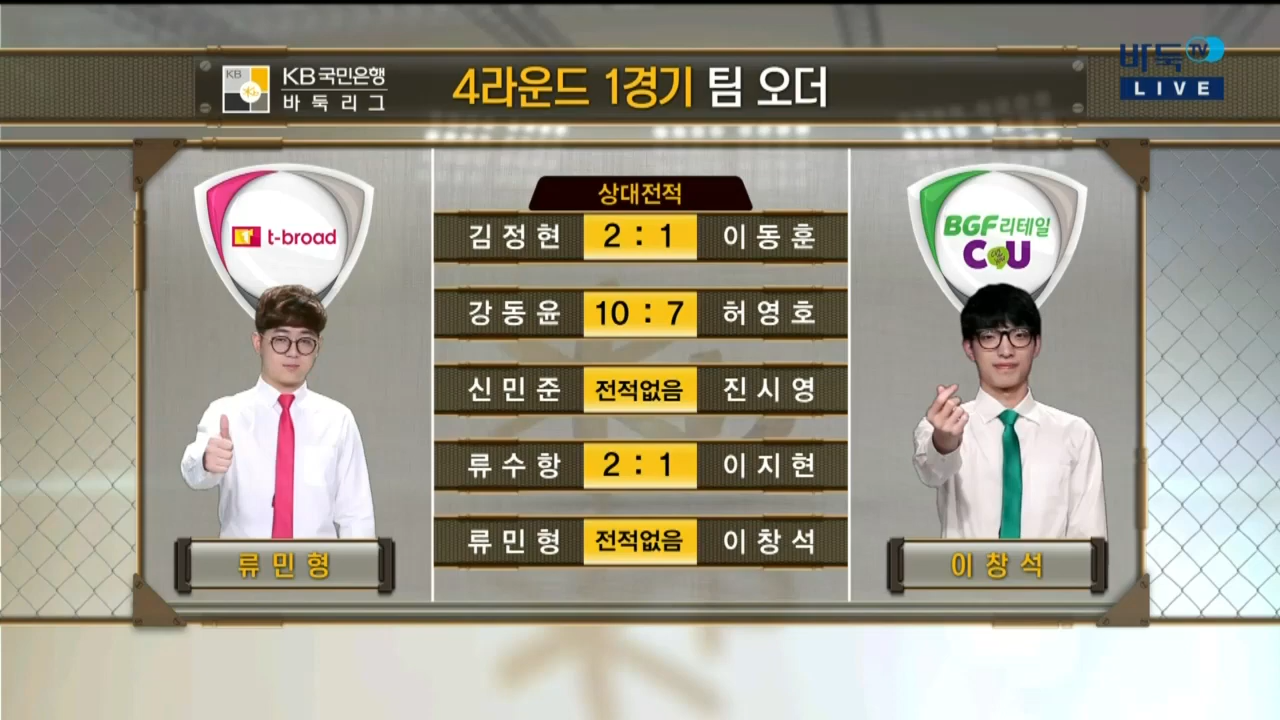 KB
KB국민은행
바둑리그
4라운드 1경기 팀 오더
바둑TV
LIVE
상대전적
t-broad
BGF리테일
CU
김정현 2 : 1 이동훈
강동윤 10 : 7 허영호
신민준 전적없음 진시영
류수항 2 : 1 이지현
류민형 전적없음 이창석
류민형
이창석